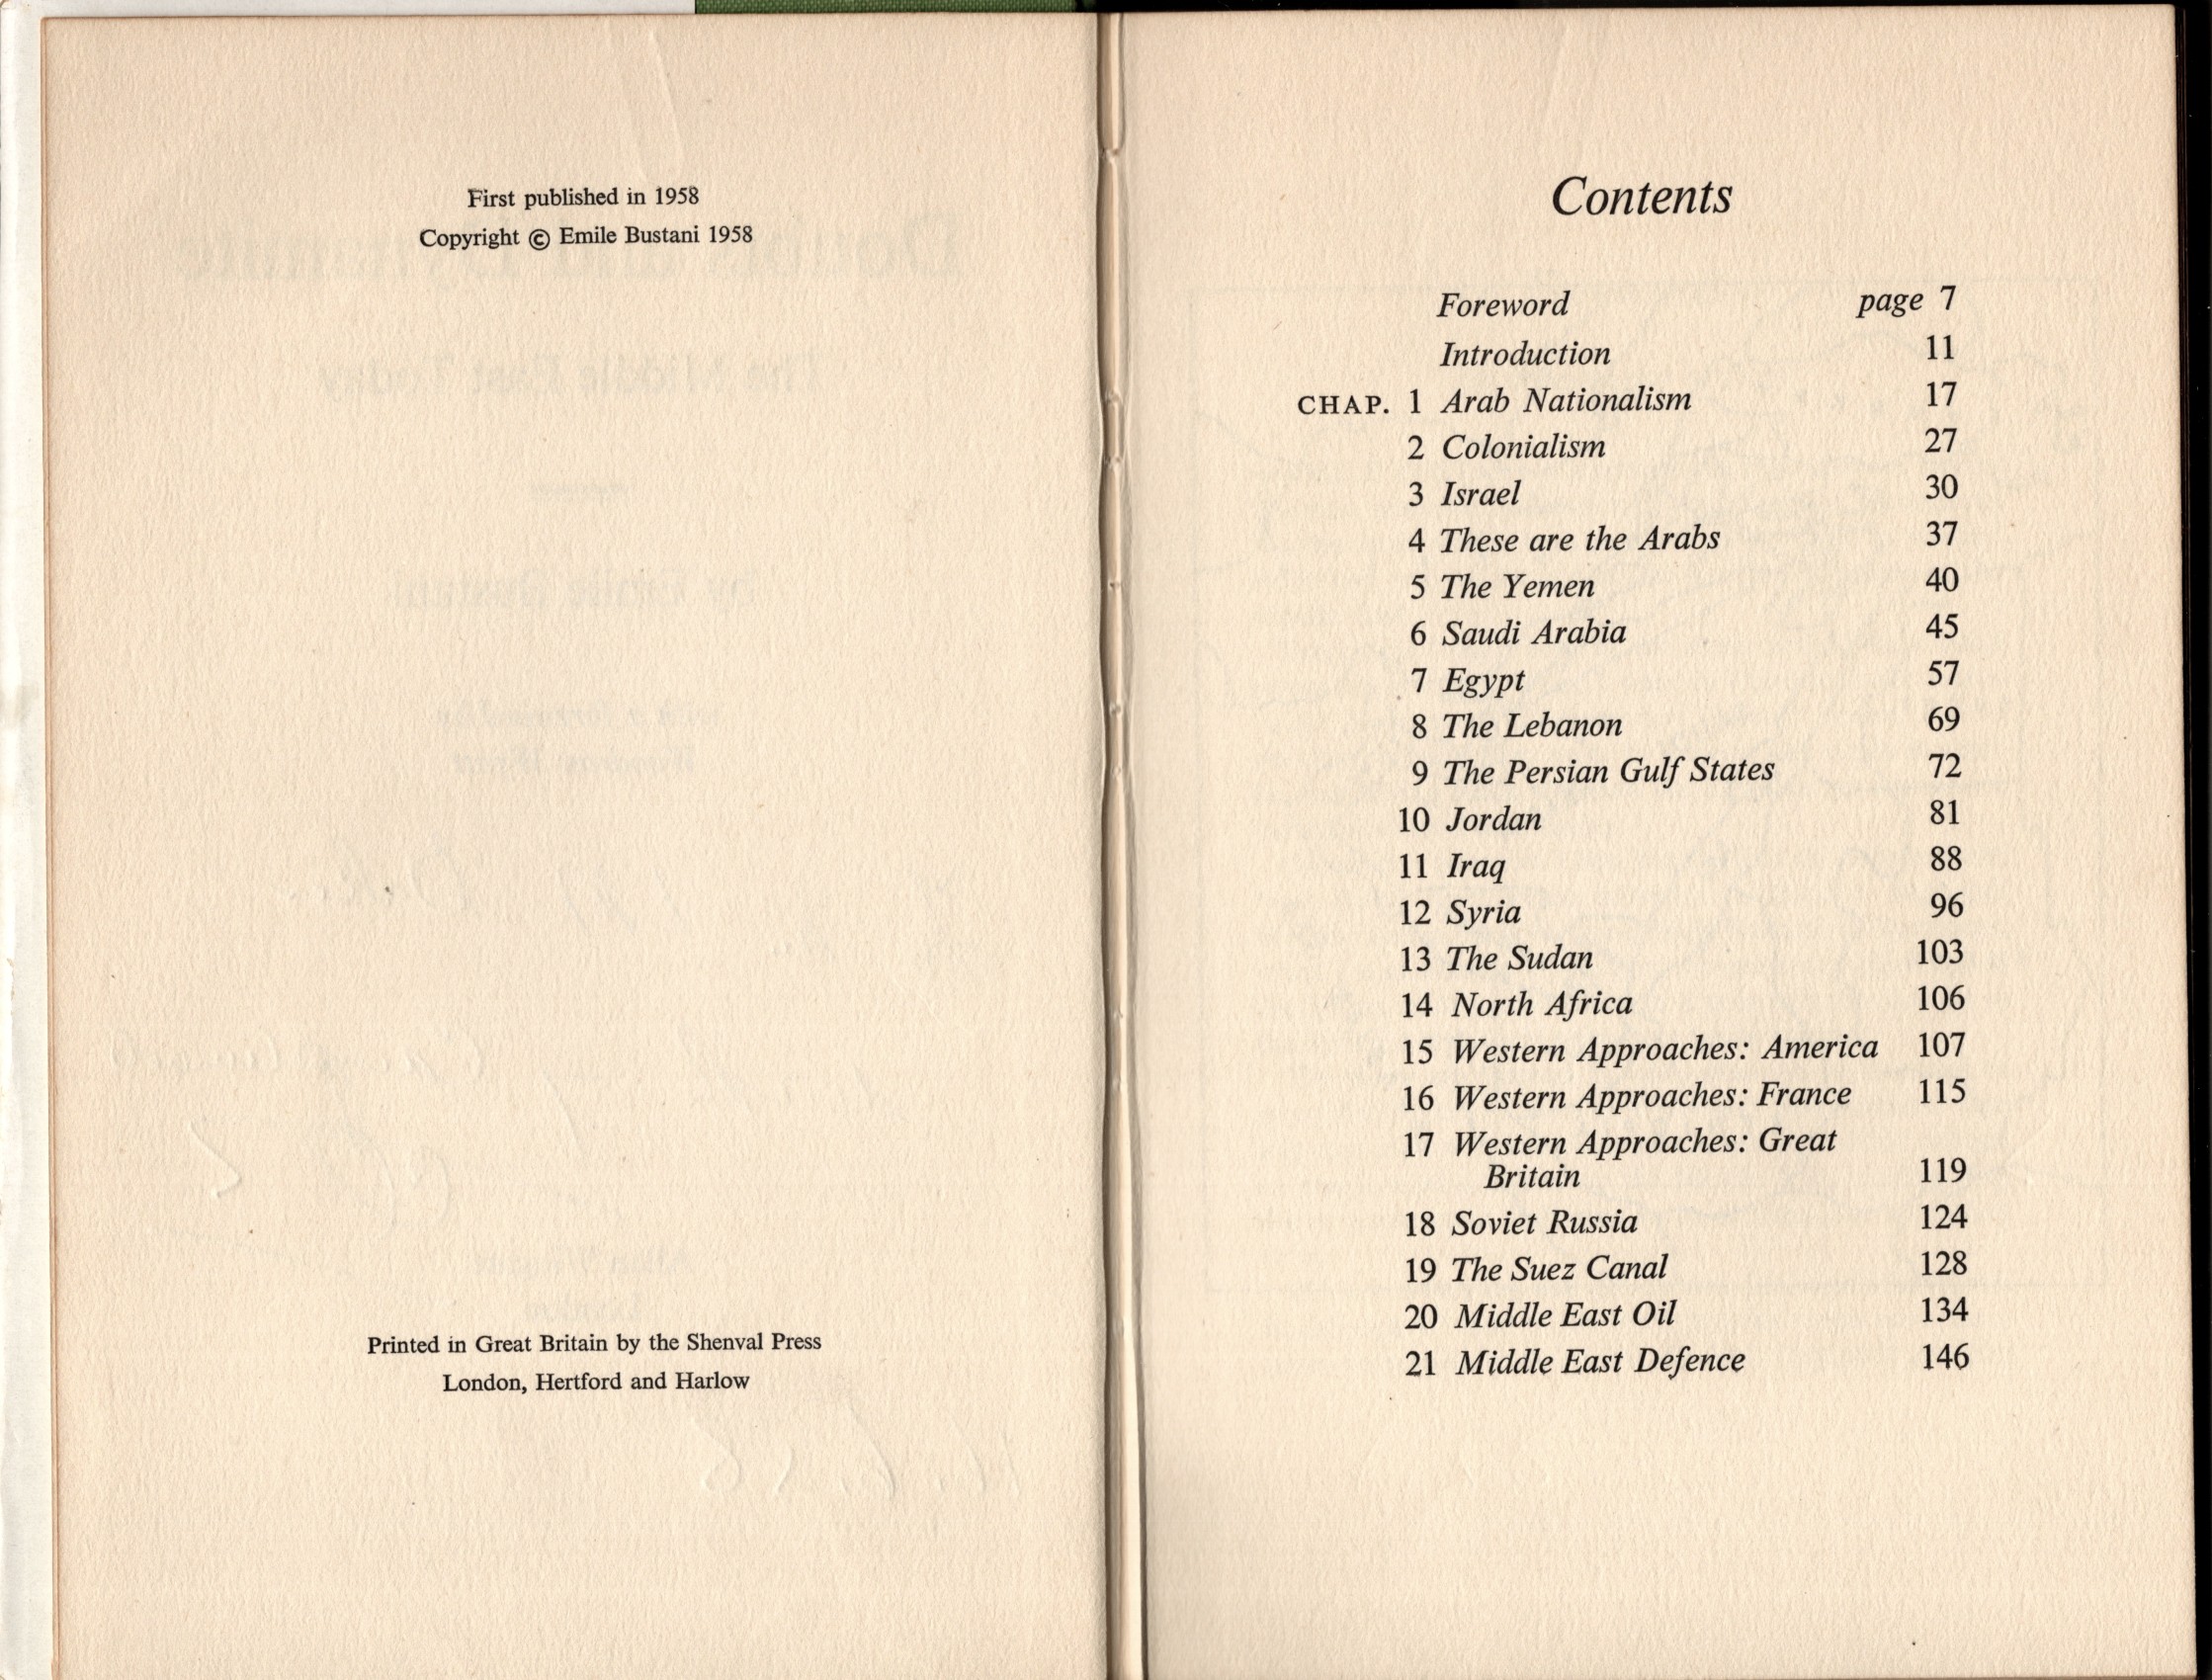 First published in 1958
Copyright © Emile Bustani 1958
Printed in Great Britain by the Shenval Press
London, Hertford and Harlow
Contents
Foreword page 7
Introduction 11
CHAP. 1 Arab Nationalism 17
2 Colonialism 27
3 Israel 30
4 These are the Arabs 37
5 The Yemen 40
6 Saudi Arabia 45
7 Egypt 57
8 The Lebanon 69
9 The Persian Gulf States 72
10 Jordan 81
11 Iraq 88
12 Syria 96
13 The Sudan 103
14 North Africa 106
15 Western Approaches: America 107
16 Western Approaches: France 115
17 Western Approaches: Great
Britain 119
18 Soviet Russia 124
19 The Suez Canal 128
20 Middle East Oil 134
21 Middle East Defence 146